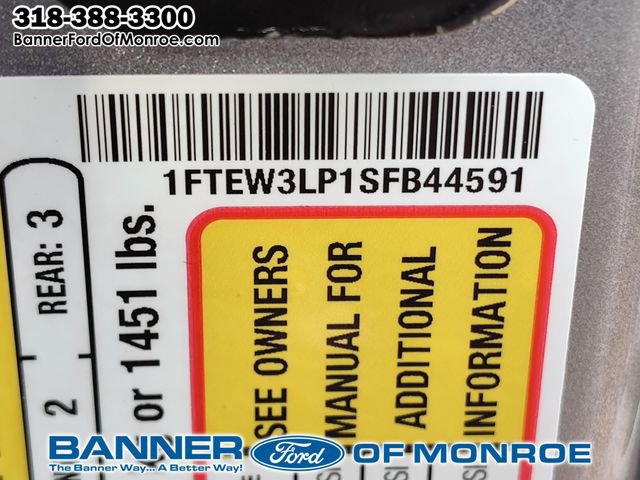 318-388-3300
BannerFordOfMonroe.com
1FTEW3LP1SFB44591
REAR: 3
2
or 1451 lbs.
SEE OWNERS
MANUAL FOR
ADDITIONAL
INFORMATION
BANNER Ford OF MONROE
The Banner Way... A Better Way!